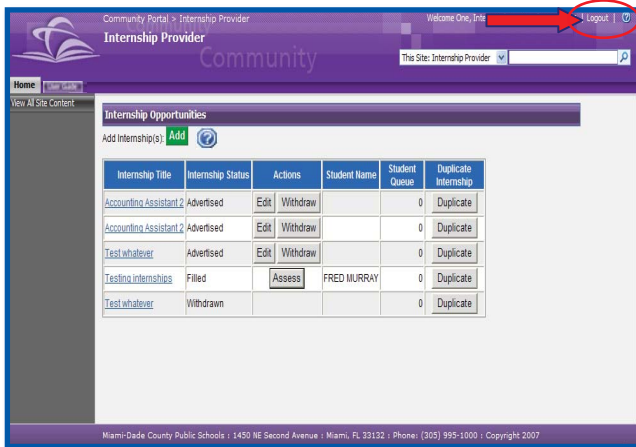 Community Portal > Internship Provider
Welcome One, Inte | Logout |
Internship Provider
Community
This Site: Internship Provider
Home User Guide
View All Site Content
Internship Opportunities
Add Internship(s): Add ?
Internship Title Internship Status Actions Student Name Student Queue Duplicate Internship
Accounting Assistant 2 Advertised Edit Withdraw 0 Duplicate
Accounting Assistant 2 Advertised Edit Withdraw 0 Duplicate
Test whatever Advertised Edit Withdraw 0 Duplicate
Testing internships Filled Assess FRED MURRAY 0 Duplicate
Test whatever Withdrawn 0 Duplicate
Miami-Dade County Public Schools : 1450 NE Second Avenue : Miami, FL 33132 : Phone: (305) 995-1000 : Copyright 2007